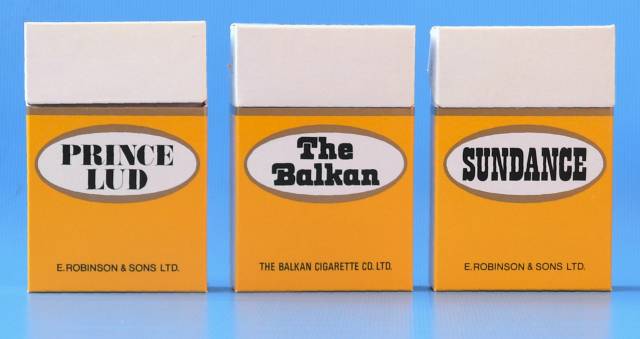 PRINCE
LUD
E. ROBINSON & SONS LTD.
The
Balkan
THE BALKAN CIGARETTE CO. LTD.
SUNDANCE
E. ROBINSON & SONS LTD.